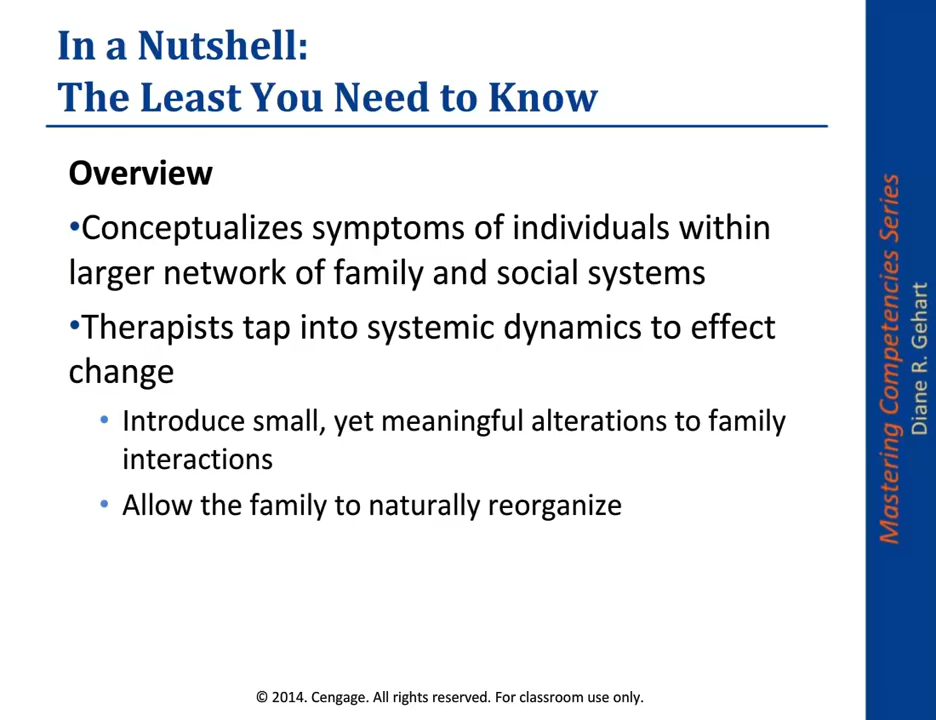 In a Nutshell:
The Least You Need to Know
Overview
•Conceptualizes symptoms of individuals within
larger network of family and social systems
•Therapists tap into systemic dynamics to effect
change
• Introduce small, yet meaningful alterations to family
interactions
• Allow the family to naturally reorganize
© 2014. Cengage. All rights reserved. For classroom use only.
Mastering Competencies Series
Diane R. Gehart